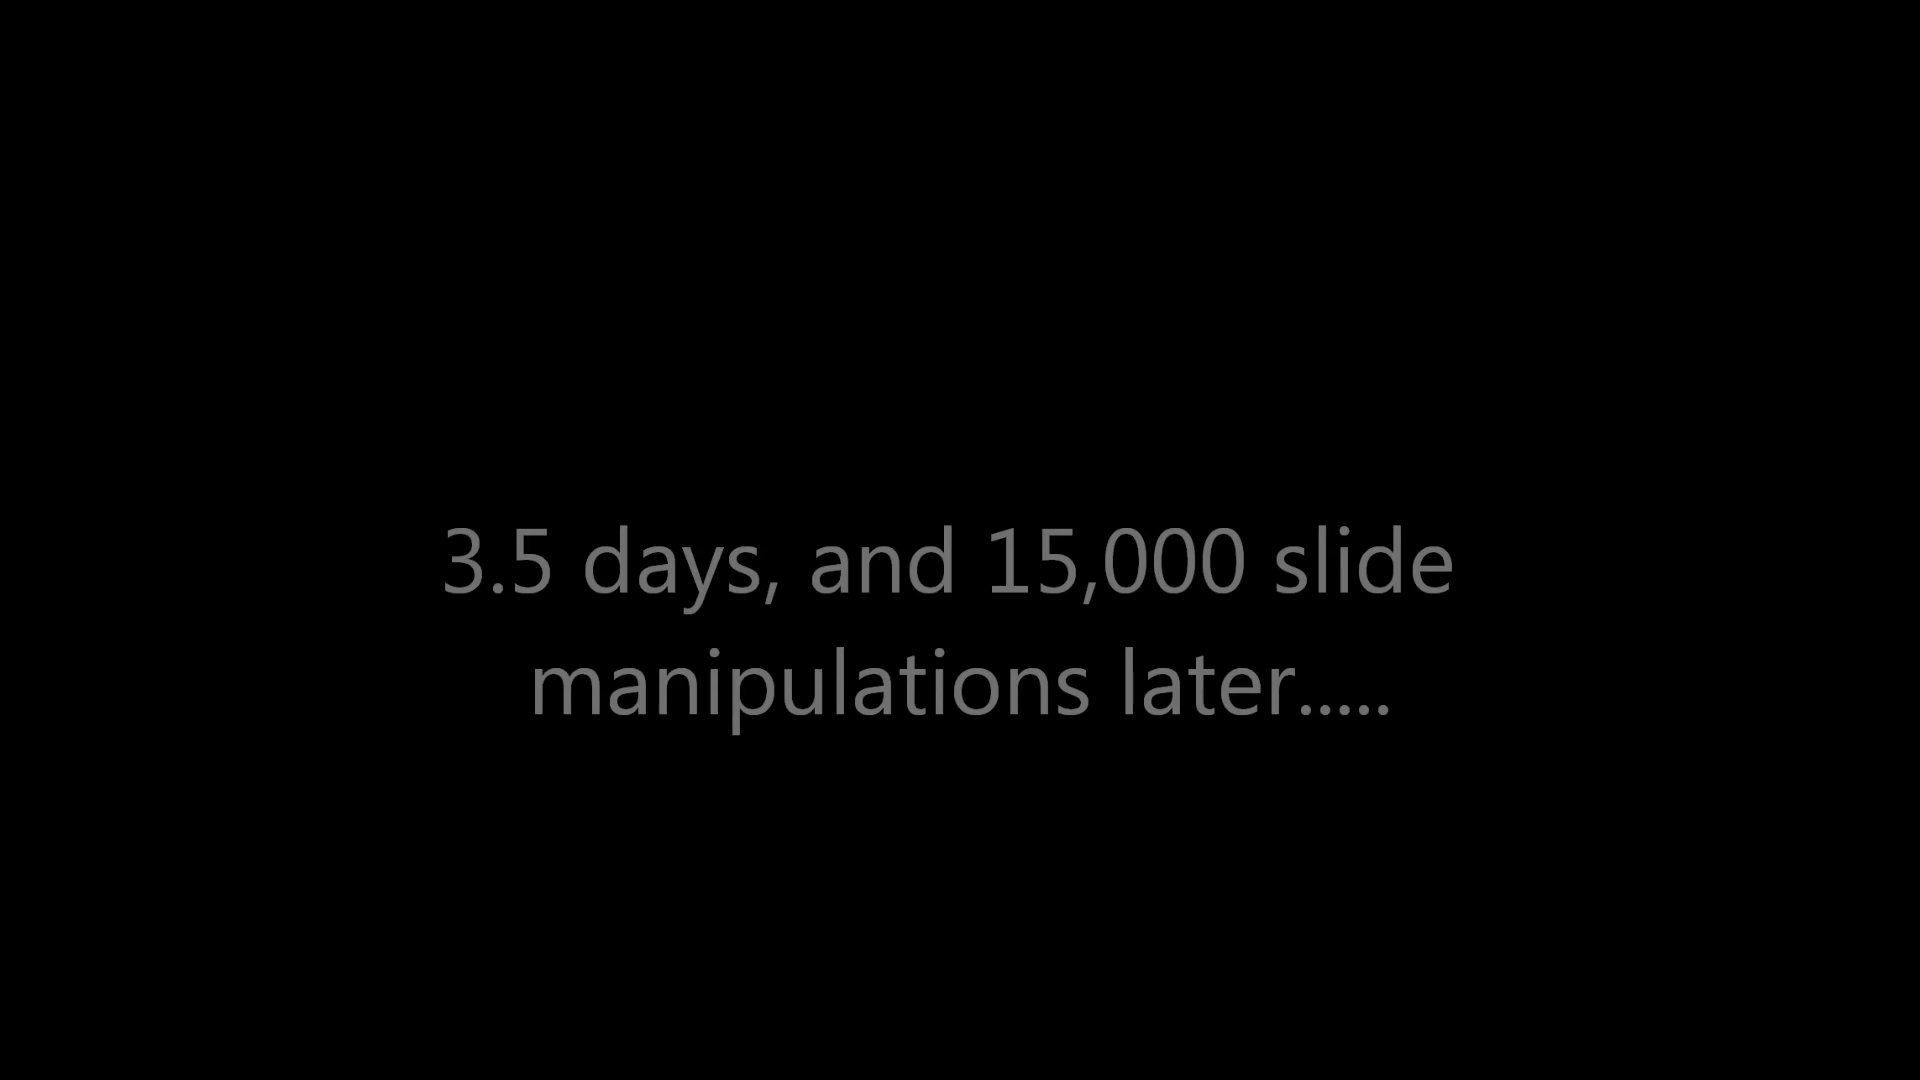 3.5 days, and 15,000 slide
manipulations later.....